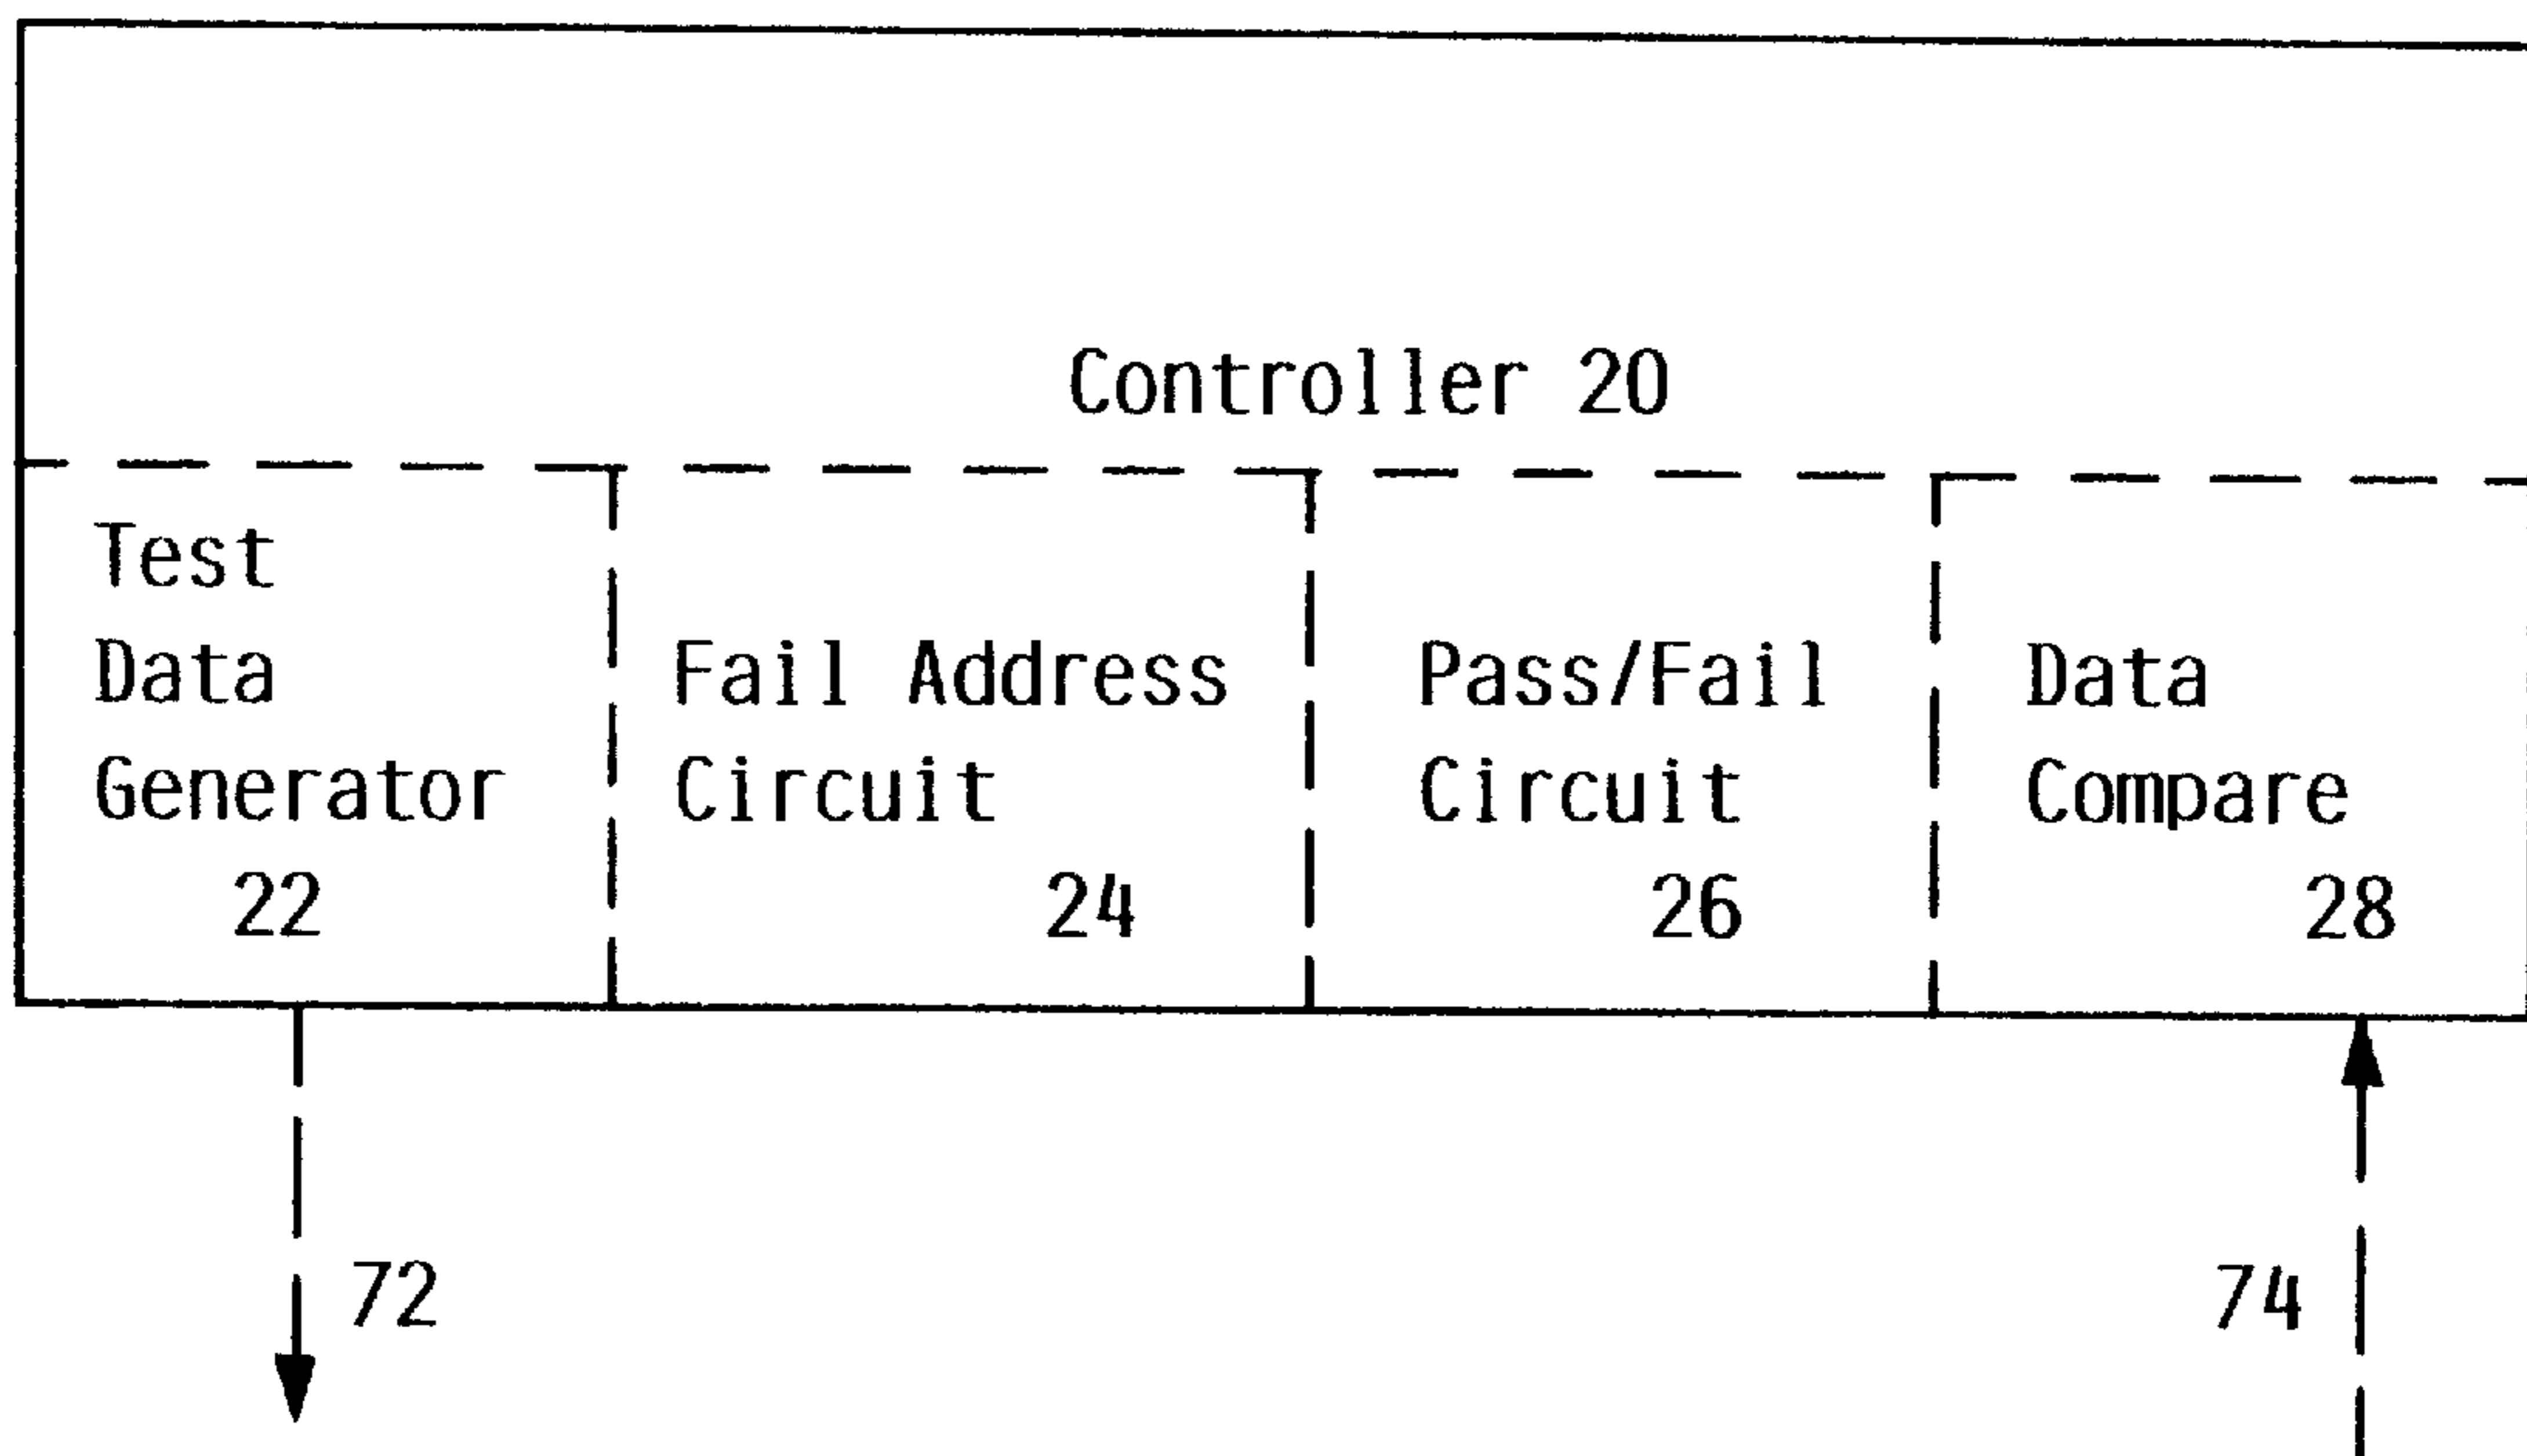 Controller 20
Test
Data
Generator
22
Fail Address
Circuit
24
Pass/Fail
Circuit
26
Data
Compare
28
72
74